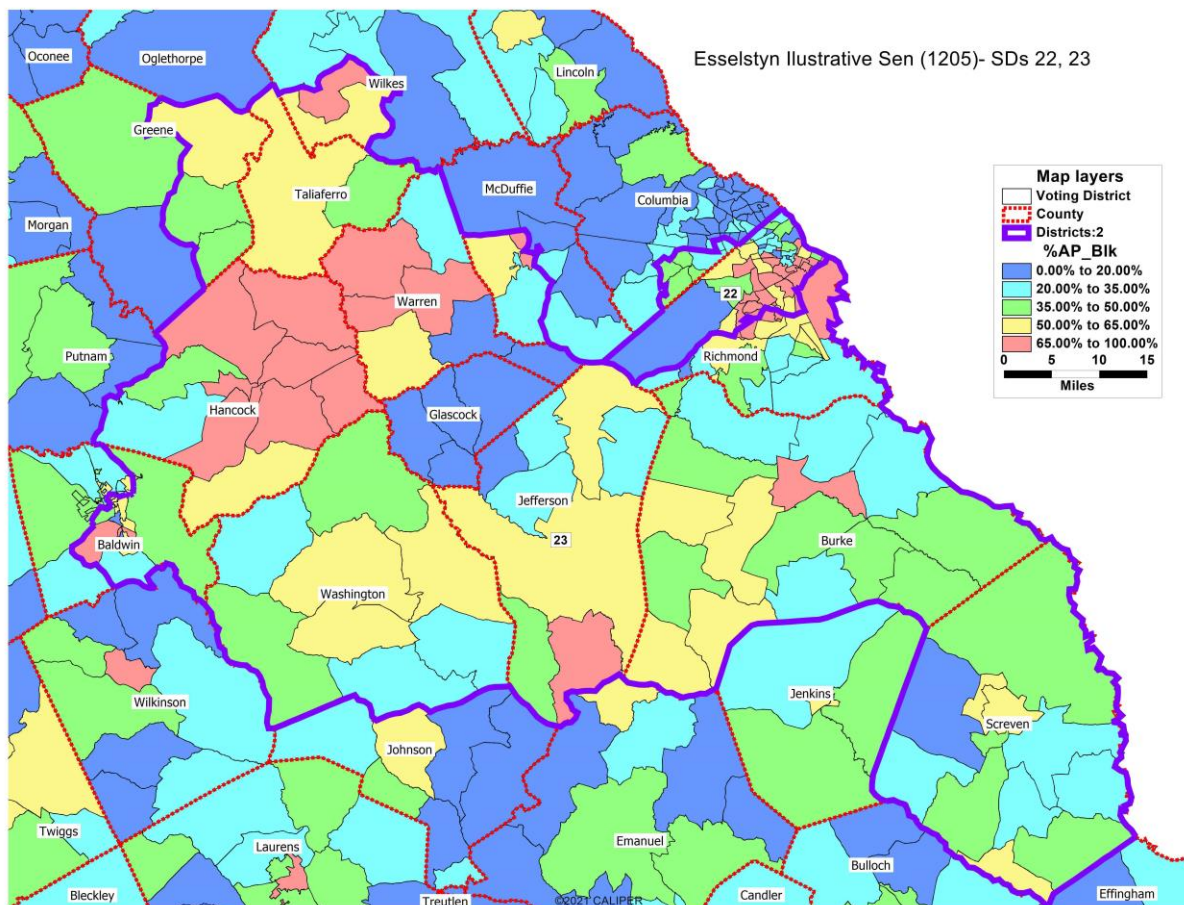 Esselstyn Ilustrative Sen (1205)- SDs 22, 23
Oconee
Oglethorpe
Wilkes
Lincoln
Greene
Taliaferro
McDuffie
Columbia
Morgan
Warren
22
Richmond
Putnam
Hancock
Glascock
Jefferson
23
Baldwin
Burke
Washington
Wilkinson
Jenkins
Screven
Johnson
Twiggs
Laurens
Emanuel
Bulloch
Bleckley
Treutlen
Candler
Effingham
©2021 CALIPER
Map layers
Voting District
County
Districts:2
%AP_Blk
0.00% to 20.00%
20.00% to 35.00%
35.00% to 50.00%
50.00% to 65.00%
65.00% to 100.00%
0 5 10 15
Miles